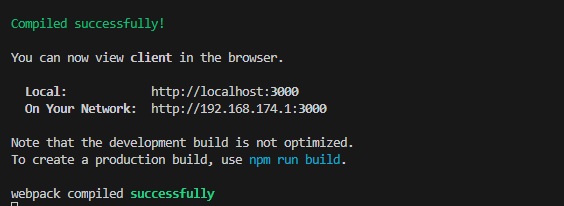 Compiled successfully!
You can now view client in the browser.
Local: http://localhost:3000
On Your Network: http://192.168.174.1:3000
Note that the development build is not optimized.
To create a production build, use npm run build.
webpack compiled successfully